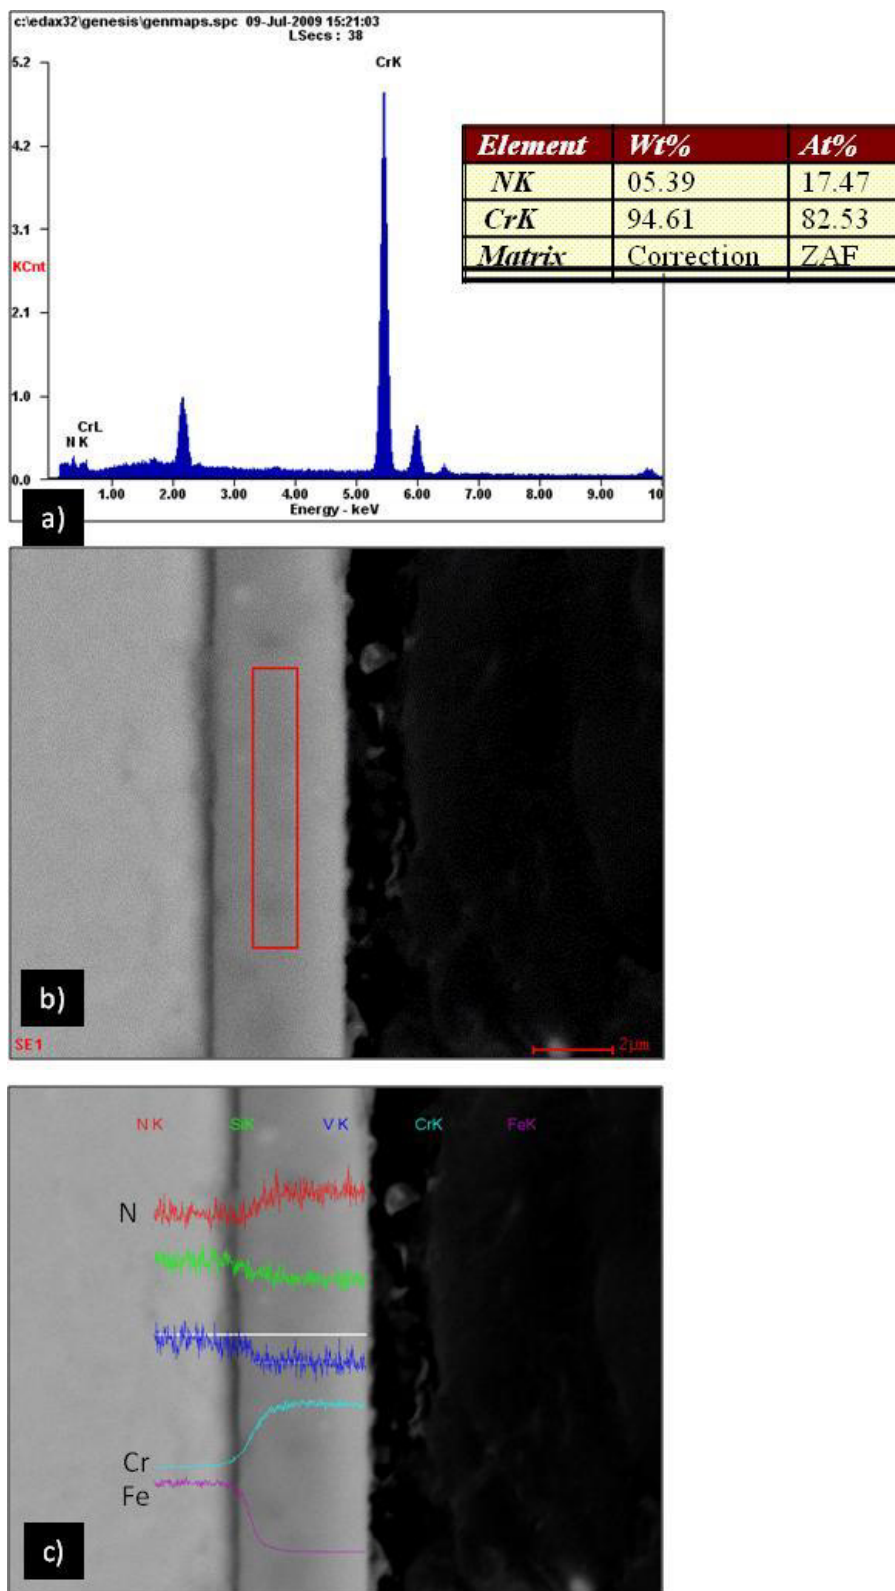 c:\edax32\genesis\genmaps.spc 09-Jul-2009 15:21:03
LSecs : 38
5.2
4.2
3.1
KCnt
2.1
1.0
0.0
CrK
CrL
N K
1.00 2.00 3.00 4.00 5.00 6.00 7.00 8.00 9.00 10
Energy - keV
Element Wt% At%
NK 05.39 17.47
CrK 94.61 82.53
Matrix Correction ZAF
a)
b)
SE1
2µm
N K SiK V K CrK FeK
N
Cr
Fe
c)